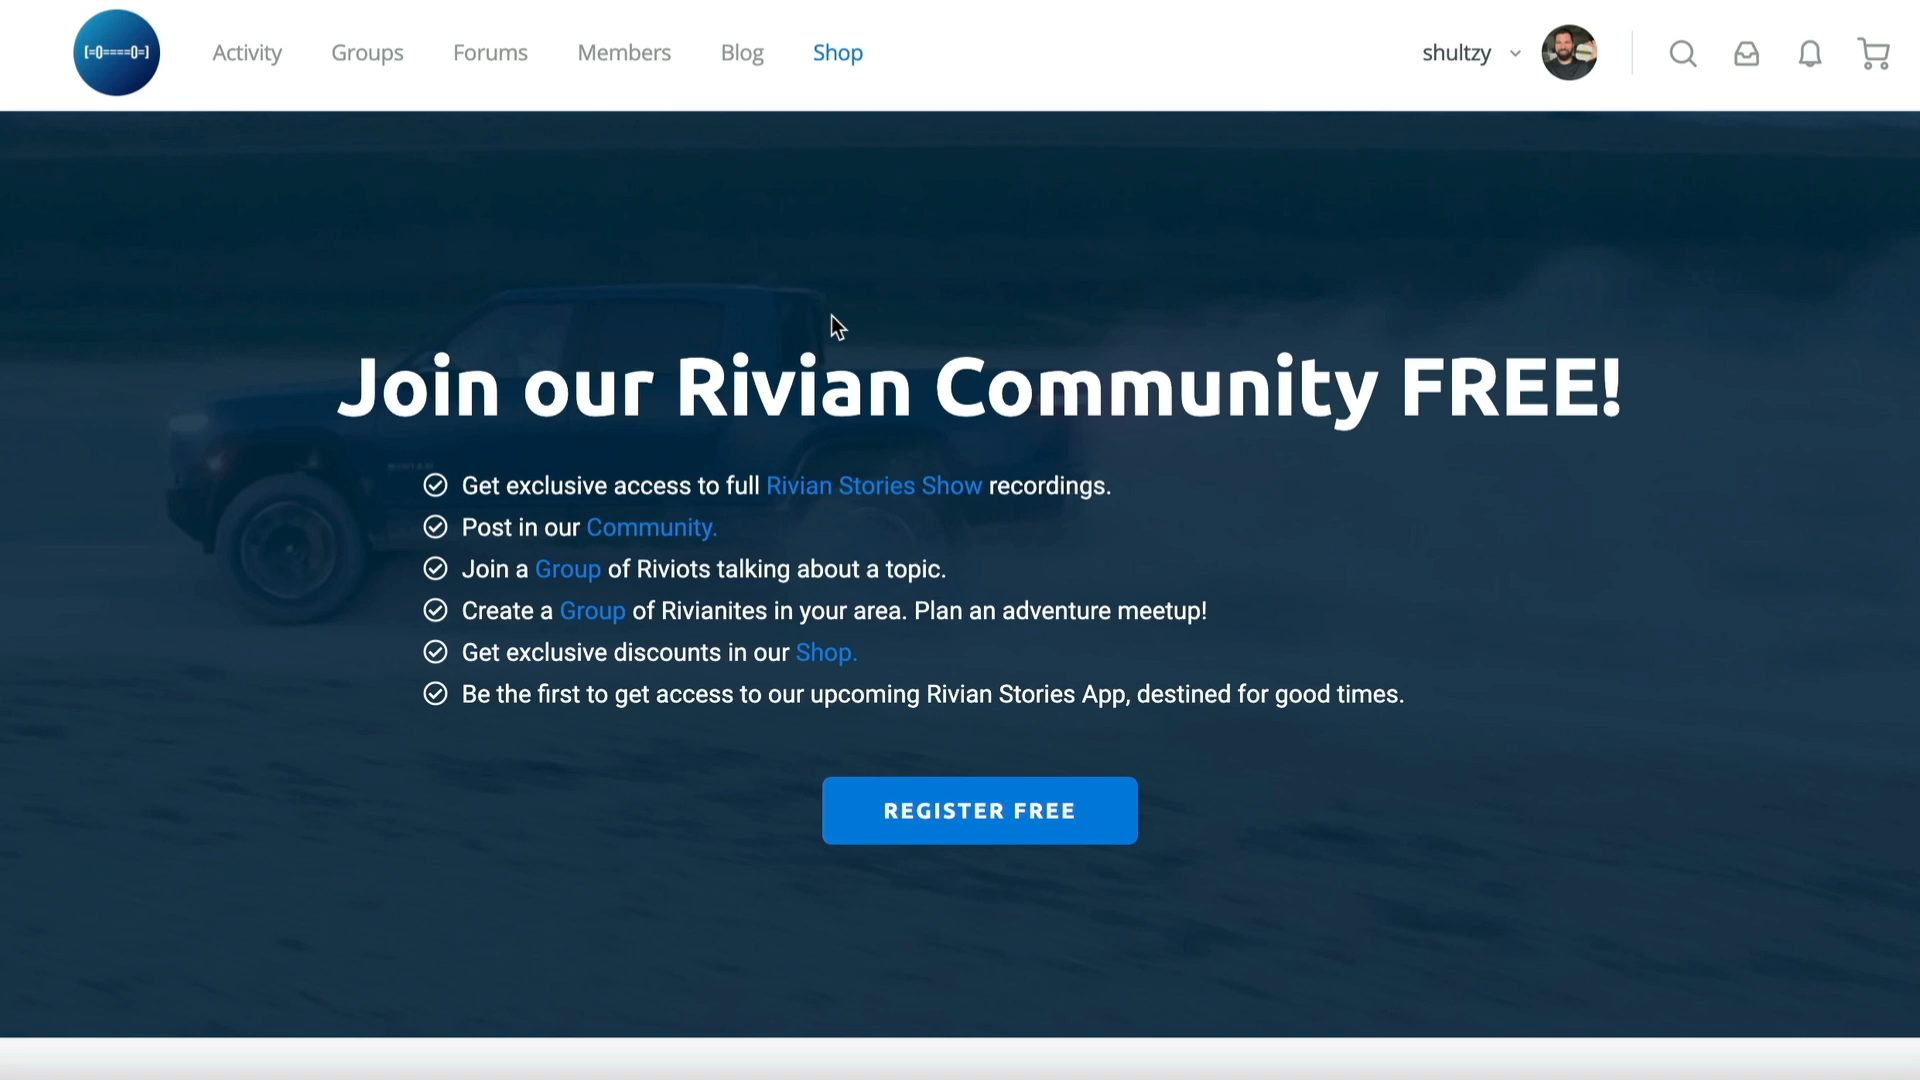 [=0====0=]
Activity
Groups
Forums
Members
Blog
Shop
shultzy
Join our Rivian Community FREE!
Get exclusive access to full Rivian Stories Show recordings.
Post in our Community.
Join a Group of Riviots talking about a topic.
Create a Group of Rivianites in your area. Plan an adventure meetup!
Get exclusive discounts in our Shop.
Be the first to get access to our upcoming Rivian Stories App, destined for good times.
REGISTER FREE
RIVIAN